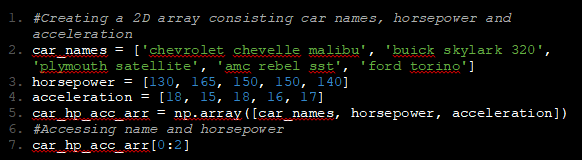 1. #Creating a 2D array consisting car names, horsepower and
acceleration
2. car_names = ['chevrolet chevelle malibu', 'buick skylark 320',
'plymouth satellite', 'amc rebel sst', 'ford torino']
3. horsepower = [130, 165, 150, 150, 140]
4. acceleration = [18, 15, 18, 16, 17]
5. car_hp_acc_arr = np.array([car_names, horsepower, acceleration])
6. #Accessing name and horsepower
7. car_hp_acc_arr[0:2]